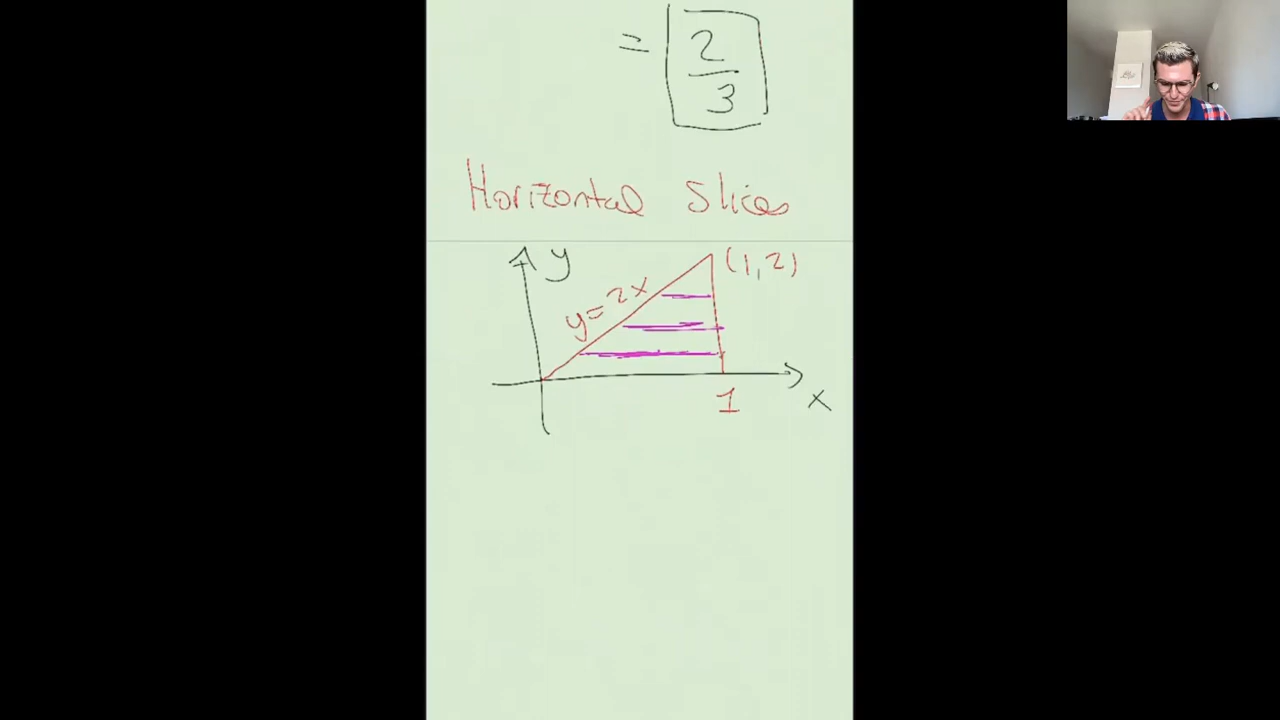 = 2/3
Horizontal Slices
y
(1,2)
y=2x
1
x